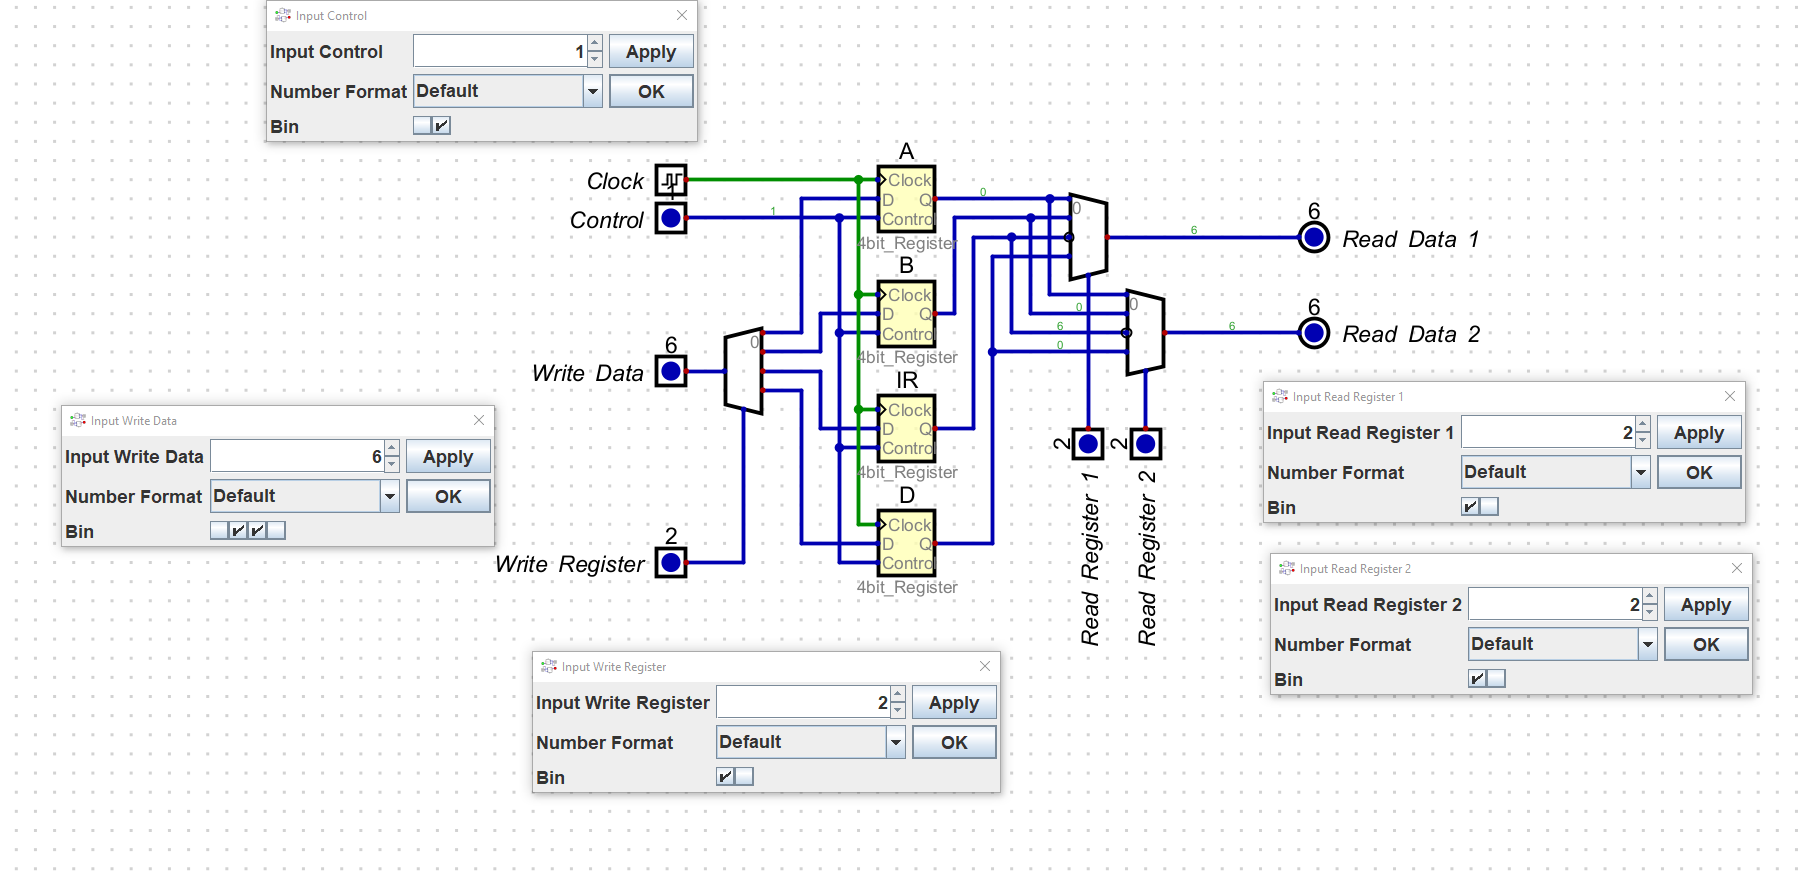 Input Control
Input Control 1 Apply
Number Format Default OK
Bin
A
Clock
Clock
D Q
0
Control
1
Control
4bit_Register
0
6
6
Read Data 1
B
Clock
D Q
Control
4bit_Register
0
0
6
0
6
6
Read Data 2
6
Write Data
0
IR
Clock
D Q
Control
4bit_Register
D
Clock
D Q
Control
4bit_Register
2
Write Register
2
Read Register 1
2
Read Register 2
Input Write Data
Input Write Data 6 Apply
Number Format Default OK
Bin
Input Read Register 1
Input Read Register 1 2 Apply
Number Format Default OK
Bin
Input Read Register 2
Input Read Register 2 2 Apply
Number Format Default OK
Bin
Input Write Register
Input Write Register 2 Apply
Number Format Default OK
Bin